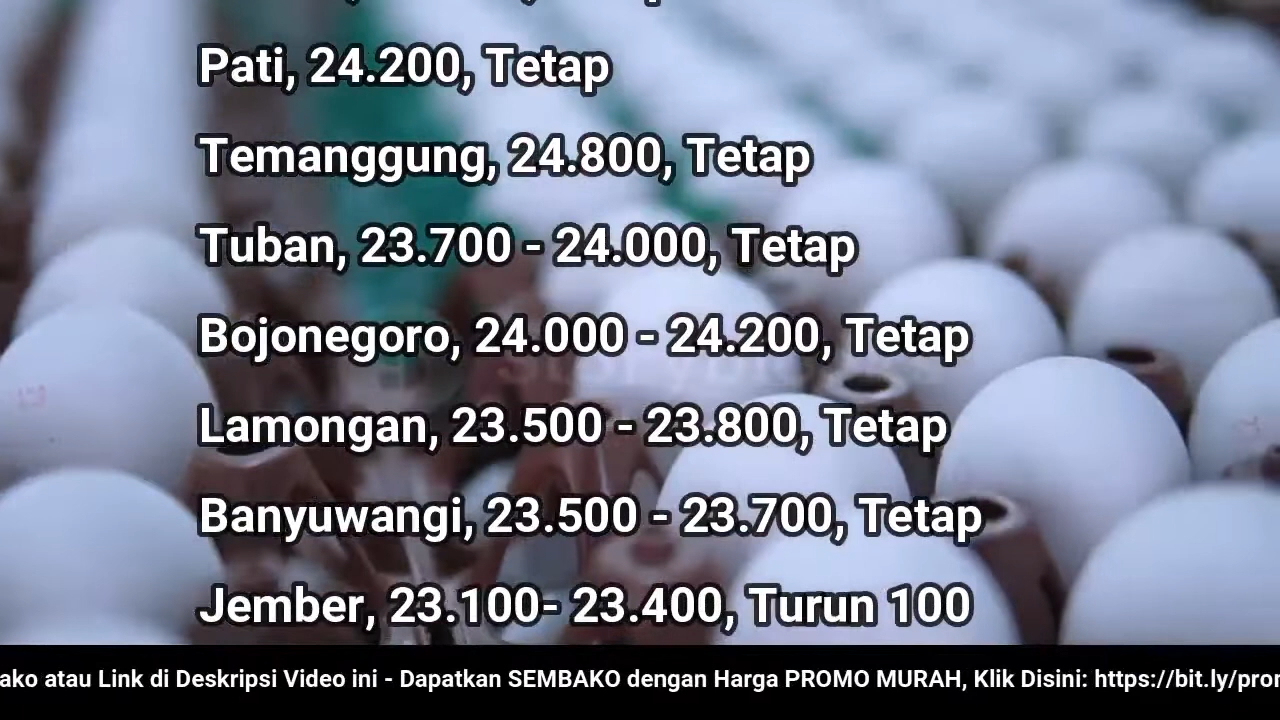 Pati, 24.200, Tetap
Temanggung, 24.800, Tetap
Tuban, 23.700 - 24.000, Tetap
Bojonegoro, 24.000 - 24.200, Tetap
Lamongan, 23.500 - 23.800, Tetap
Banyuwangi, 23.500 - 23.700, Tetap
Jember, 23.100- 23.400, Turun 100
ako atau Link di Deskripsi Video ini - Dapatkan SEMBAKO dengan Harga PROMO MURAH, Klik Disini: https://bit.ly/pro